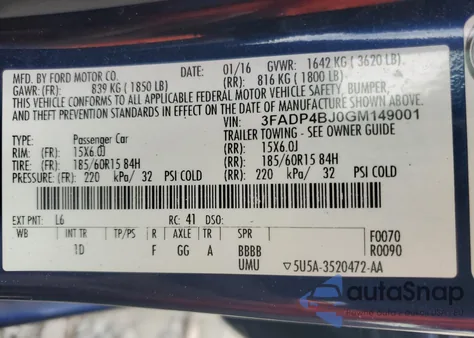 MFD. BY FORD MOTOR CO.
DATE: 01/16 GVWR: 1642 KG ( 3620 LB)
GAWR: (FR): 839 KG ( 1850 LB) (RR): 816 KG ( 1800 LB)
THIS VEHICLE CONFORMS TO ALL APPLICABLE FEDERAL MOTOR VEHICLE SAFETY, BUMPER,
AND THEFT PREVENTION STANDARDS IN EFFECT ON THE DATE OF MANUFACTURE SHOWN ABOVE.
VIN: 3FADP4BJ0GM149001
TYPE: Passenger Car TRAILER TOWING - SEE OWNER GUIDE
RIM: (FR): 15X6.0J (RR): 15X6.0J
TIRE: (FR): 185/60R15 84H (RR): 185/60R15 84H
PRESSURE: (FR): 220 kPa/ 32 PSI COLD (RR): 220 kPa/ 32 PSI COLD
EXT PNT: L6 RC: 41 DSO:
WB INT TR TP/PS R AXLE TR SPR F0070
1D F GG A BBBB R0090
UMU 5U5A-3520472-AA
autoSnap